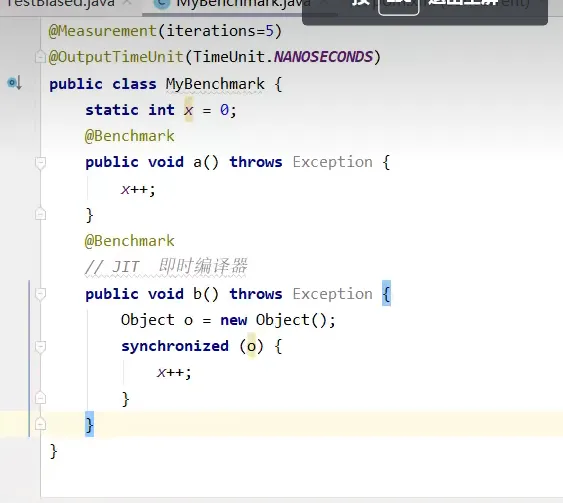 TestBiased.java MyBenchmark.java
@Measurement(iterations=5)
@OutputTimeUnit(TimeUnit.NANOSECONDS)
public class MyBenchmark {
static int x = 0;
@Benchmark
public void a() throws Exception {
x++;
}
@Benchmark
// JIT 即时编译器
public void b() throws Exception {
Object o = new Object();
synchronized (o) {
x++;
}
}
}